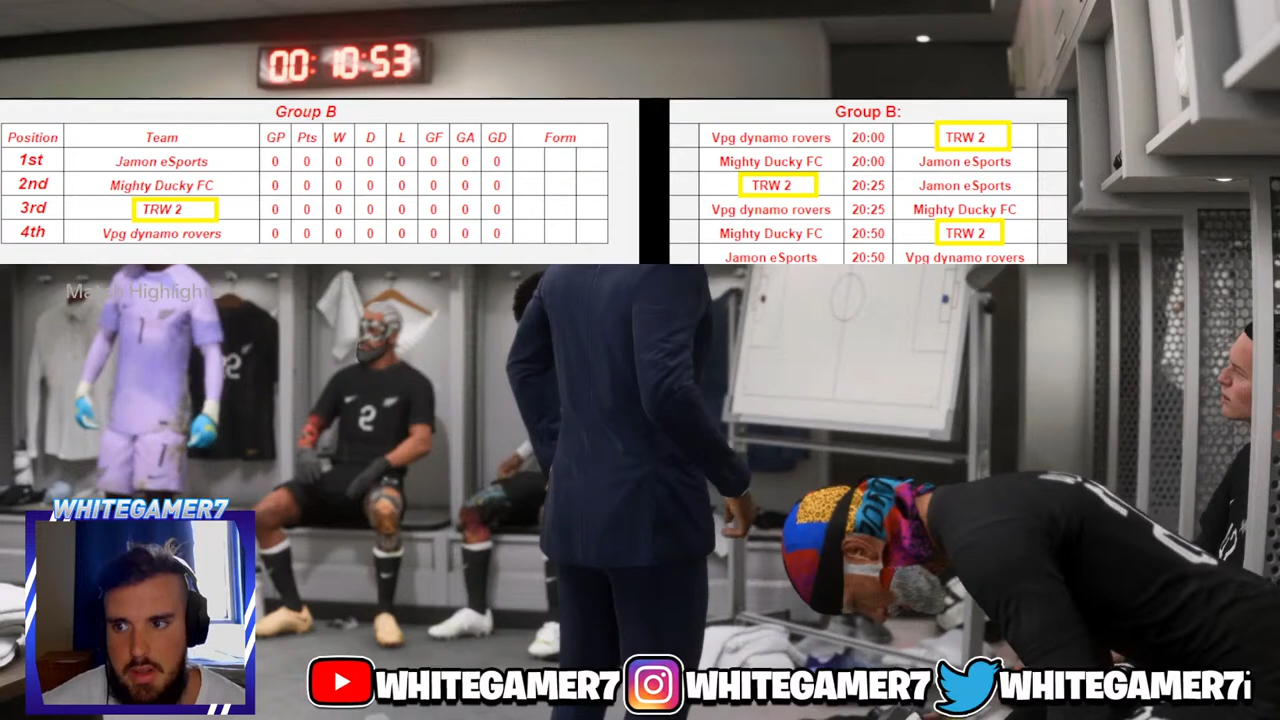 00:10:53
Group B
Position Team GP Pts W D L GF GA GD Form
1st Jamon eSports 0 0 0 0 0 0 0 0
2nd Mighty Ducky FC 0 0 0 0 0 0 0 0
3rd TRW 2 0 0 0 0 0 0 0 0
4th Vpg dynamo rovers 0 0 0 0 0 0 0 0
Group B:
Vpg dynamo rovers 20:00 TRW 2
Mighty Ducky FC 20:00 Jamon eSports
TRW 2 20:25 Jamon eSports
Vpg dynamo rovers 20:25 Mighty Ducky FC
Mighty Ducky FC 20:50 TRW 2
Jamon eSports 20:50 Vpg dynamo rovers
Match Highlights
1
2
WHITEGAMER7
WHITEGAMER7 WHITEGAMER7 WHITEGAMER7i